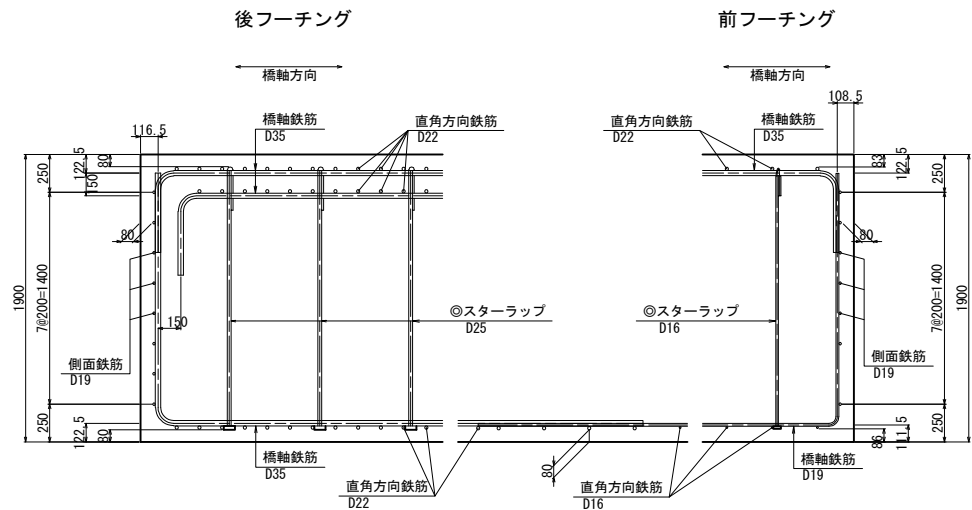 後フーチング
前フーチング
橋軸方向
橋軸方向
108.5
116.5
橋軸鉄筋
D35
直角方向鉄筋
D22
直角方向鉄筋
D22
橋軸鉄筋
D35
250
122.5
80
150
83
122.5
250
80
80
1900
7@200=1400
150
◎スターラップ
D25
◎スターラップ
D16
7@200=1400
1900
側面鉄筋
D19
側面鉄筋
D19
250
122.5
80
86
111.5
250
橋軸鉄筋
D35
80
橋軸鉄筋
D19
直角方向鉄筋
D22
直角方向鉄筋
D16